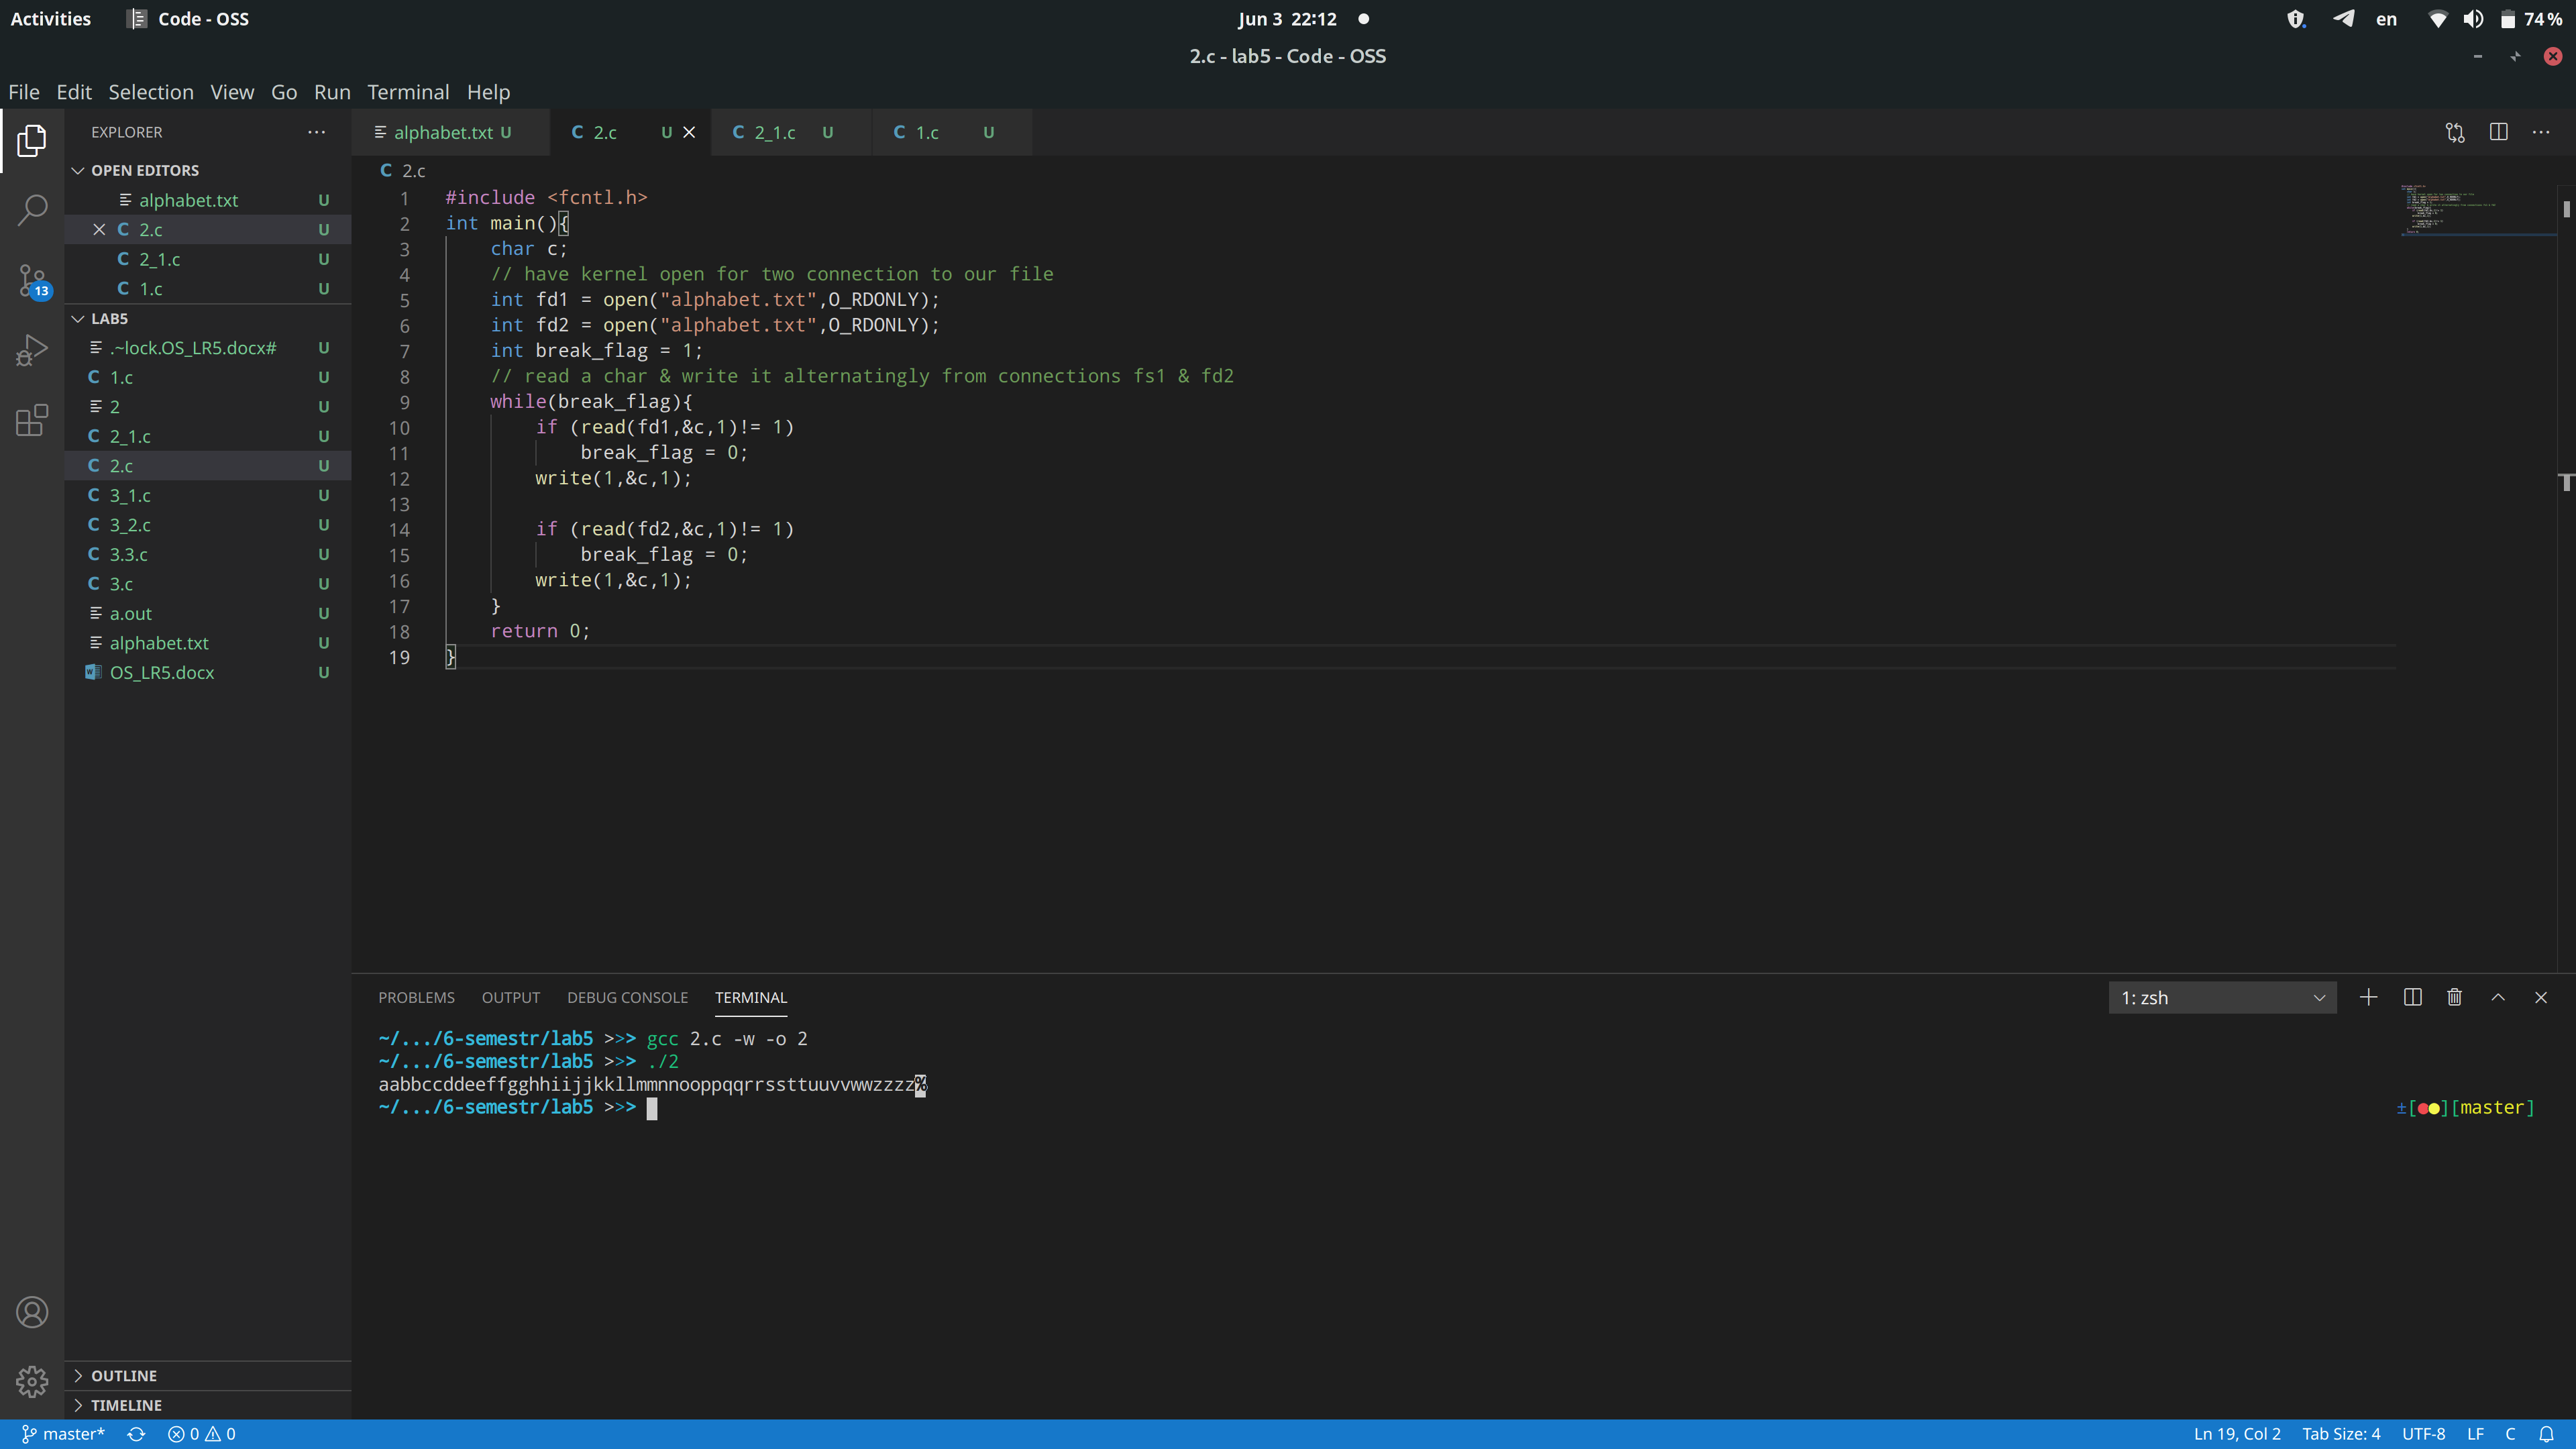 Activities Code - OSS Jun 3 22:12 en 74 %
2.c - lab5 - Code - OSS
File Edit Selection View Go Run Terminal Help
EXPLORER
OPEN EDITORS
alphabet.txt U
2.c U
2_1.c U
1.c U
13
LAB5
.~lock.OS_LR5.docx# U
1.c U
2 U
2_1.c U
2.c U
3_1.c U
3_2.c U
3.3.c U
3.c U
a.out U
alphabet.txt U
OS_LR5.docx U
OUTLINE
TIMELINE
alphabet.txt U 2.c U 2_1.c U 1.c U
2.c
1 #include <fcntl.h>
2 int main(){
3 char c;
4 // have kernel open for two connection to our file
5 int fd1 = open("alphabet.txt",O_RDONLY);
6 int fd2 = open("alphabet.txt",O_RDONLY);
7 int break_flag = 1;
8 // read a char & write it alternatingly from connections fs1 & fd2
9 while(break_flag){
10 if (read(fd1,&c,1)!= 1)
11 break_flag = 0;
12 write(1,&c,1);
13
14 if (read(fd2,&c,1)!= 1)
15 break_flag = 0;
16 write(1,&c,1);
17 }
18 return 0;
19 }
PROBLEMS OUTPUT DEBUG CONSOLE TERMINAL 1: zsh
~/.../6-semestr/lab5 >>> gcc 2.c -w -o 2
~/.../6-semestr/lab5 >>> ./2
aabbccddeeffgghhiijjkkllmmnnooppqqrrssttuuvvwwzzzz%
~/.../6-semestr/lab5 >>> ±[●●][master]
master* 0 0 Ln 19, Col 2 Tab Size: 4 UTF-8 LF C